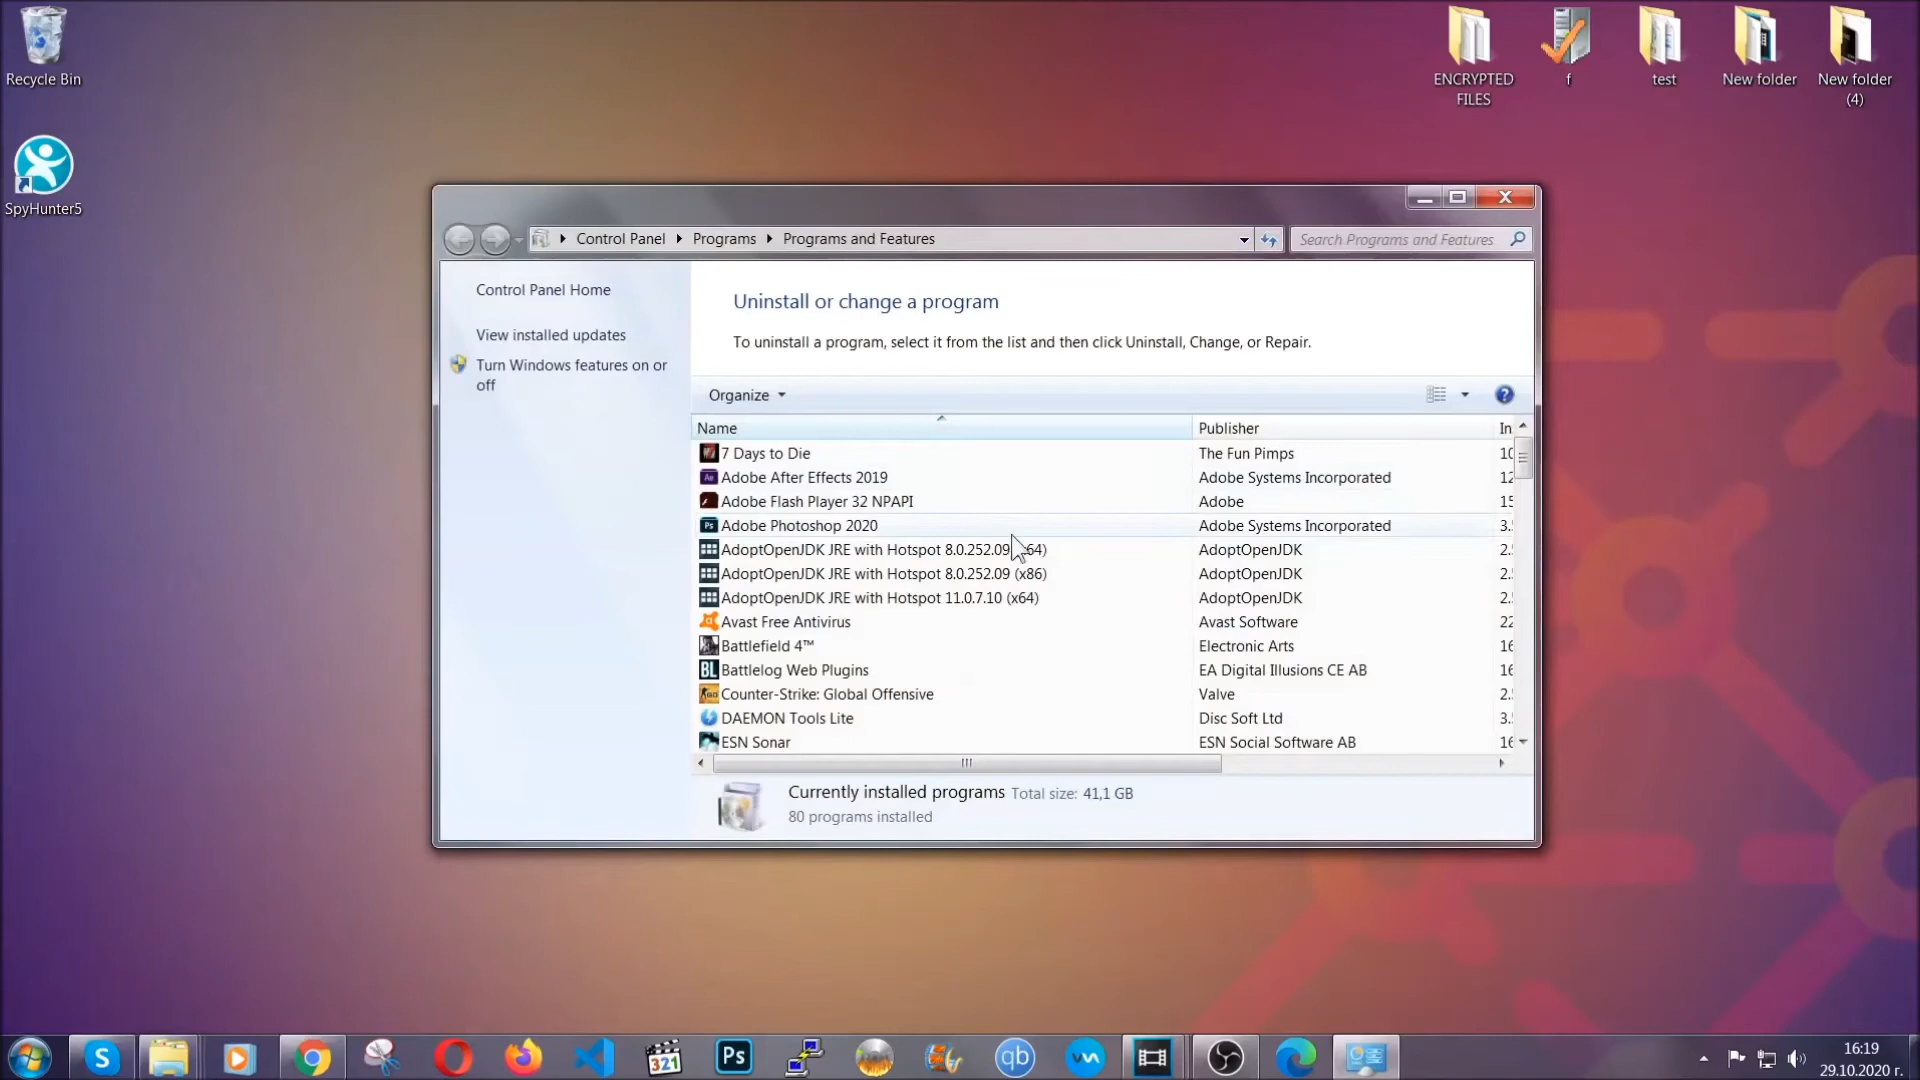 Recycle Bin
SpyHunter5
ENCRYPTED
FILES
f
test
New folder
New folder
(4)
Control Panel
Programs
Programs and Features
Search Programs and Features
Control Panel Home
View installed updates
Turn Windows features on or
off
Uninstall or change a program
To uninstall a program, select it from the list and then click Uninstall, Change, or Repair.
Organize
Name Publisher In
7 Days to Die The Fun Pimps 10
Adobe After Effects 2019 Adobe Systems Incorporated 12
Adobe Flash Player 32 NPAPI Adobe 15
Adobe Photoshop 2020 Adobe Systems Incorporated 3.
AdoptOpenJDK JRE with Hotspot 8.0.252.09 64) AdoptOpenJDK 2.
AdoptOpenJDK JRE with Hotspot 8.0.252.09 (x86) AdoptOpenJDK 2.
AdoptOpenJDK JRE with Hotspot 11.0.7.10 (x64) AdoptOpenJDK 2.
Avast Free Antivirus Avast Software 22
Battlefield 4™ Electronic Arts 16
Battlelog Web Plugins EA Digital Illusions CE AB 16
Counter-Strike: Global Offensive Valve 2.
DAEMON Tools Lite Disc Soft Ltd 3.
ESN Sonar ESN Social Software AB 16
Currently installed programs Total size: 41,1 GB
80 programs installed
16:19
29.10.2020 г.